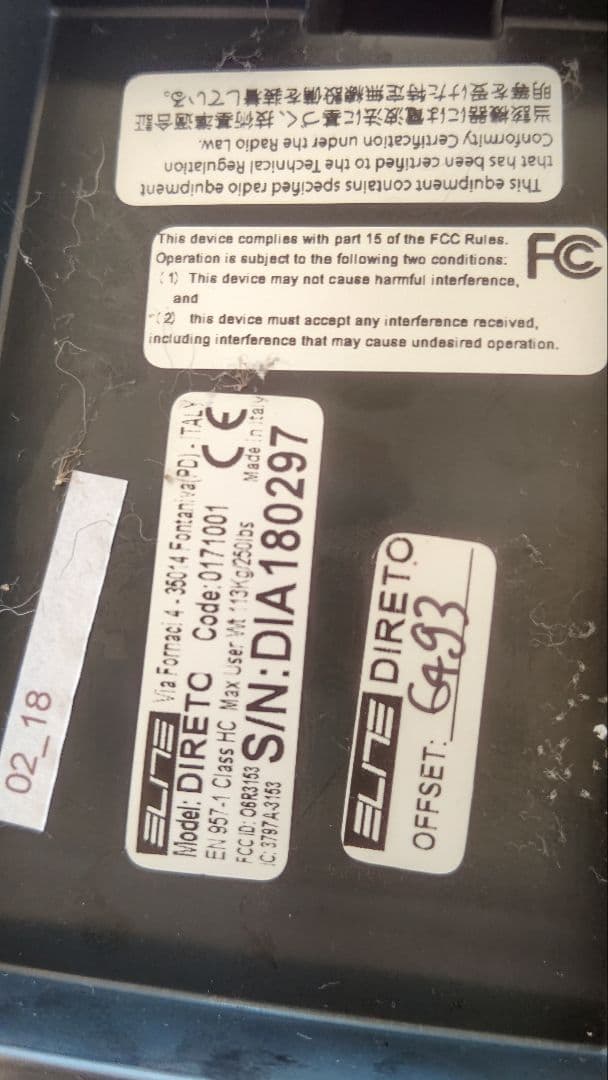 This equipment contains specified radio equipment
that has been certified to the Technical Regulation
Conformity Certification under the Radio Law.
当該機器には電波法に基づく、技術基準適合証
明等を受けた特定無線設備を装着している。
This device complies with part 15 of the FCC Rules.
Operation is subject to the following two conditions:
(1) This device may not cause harmful interference,
and
(2) this device must accept any interference received,
including interference that may cause undesired operation.
FC
02_18
ELITE Via Fornaci 4 - 35014 Fontaniva(PD) - ITALY
Model: DIRETO Code: 0171001 CE
EN 957-1 Class HC Max User Wt 113Kg/250lbs
FCC ID: O6R3153 Made in Italy
IC: 3797A-3153 S/N:DIA180297
ELITE DIRETO
OFFSET: 6493